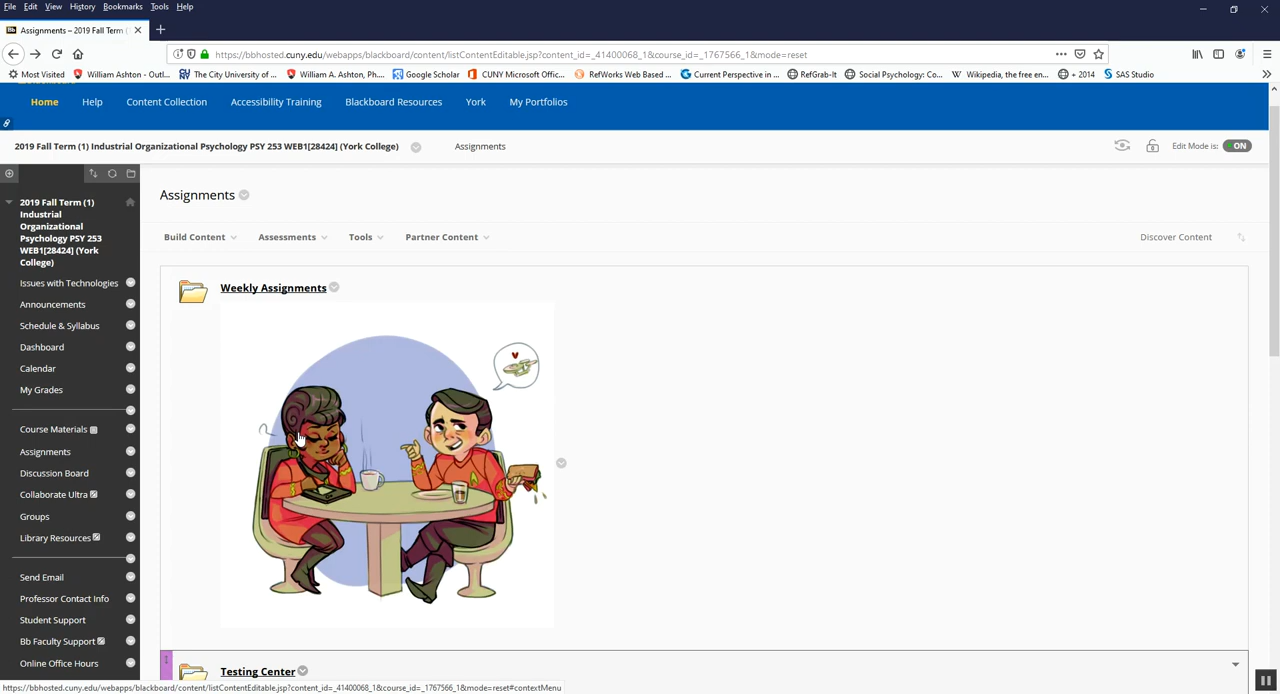 File Edit View History Bookmarks Tools Help
Bb Assignments – 2019 Fall Term (
https://bbhosted.cuny.edu/webapps/blackboard/content/listContentEditable.jsp?content_id=_41400068_1&course_id=_1767566_1&mode=reset
Most Visited William Ashton - Outl... The City University of ... William A. Ashton, Ph.... Google Scholar CUNY Microsoft Offic... RefWorks Web Based ... Current Perspective in ... RefGrab-It Social Psychology: Co... Wikipedia, the free en... + 2014 SAS Studio
Home Help Content Collection Accessibility Training Blackboard Resources York My Portfolios
2019 Fall Term (1) Industrial Organizational Psychology PSY 253 WEB1[28424] (York College) Assignments Edit Mode is: ON
2019 Fall Term (1)
Industrial
Organizational
Psychology PSY 253
WEB1[28424] (York
College)
Issues with Technologies
Announcements
Schedule & Syllabus
Dashboard
Calendar
My Grades
Course Materials
Assignments
Discussion Board
Collaborate Ultra
Groups
Library Resources
Send Email
Professor Contact Info
Student Support
Bb Faculty Support
Online Office Hours
Assignments
Build Content Assessments Tools Partner Content Discover Content
Weekly Assignments
Testing Center
https://bbhosted.cuny.edu/webapps/blackboard/content/listContentEditable.jsp?content_id=_41400068_1&course_id=_1767566_1&mode=reset#contextMenu